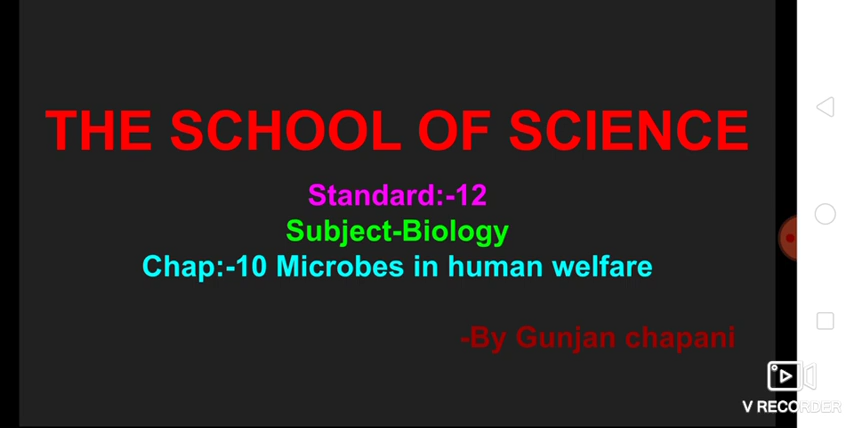 THE SCHOOL OF SCIENCE
Standard:-12
Subject-Biology
Chap:-10 Microbes in human welfare
-By Gunjan chapani
V RECORDER